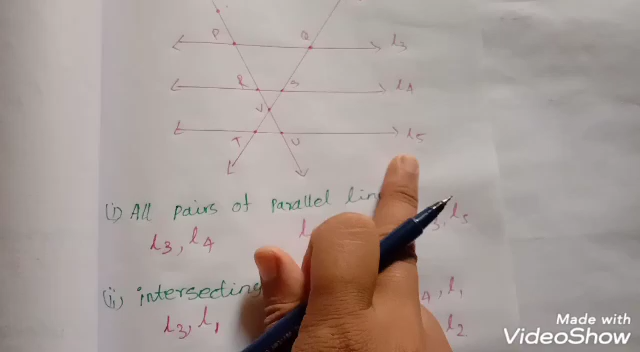 P Q l3
R S l4
V
T U l5
(i) All pairs of parallel lin
l3, l4 l 3, l5
(ii) intersecting , l1
l3, l1 l2
Made with
VideoShow